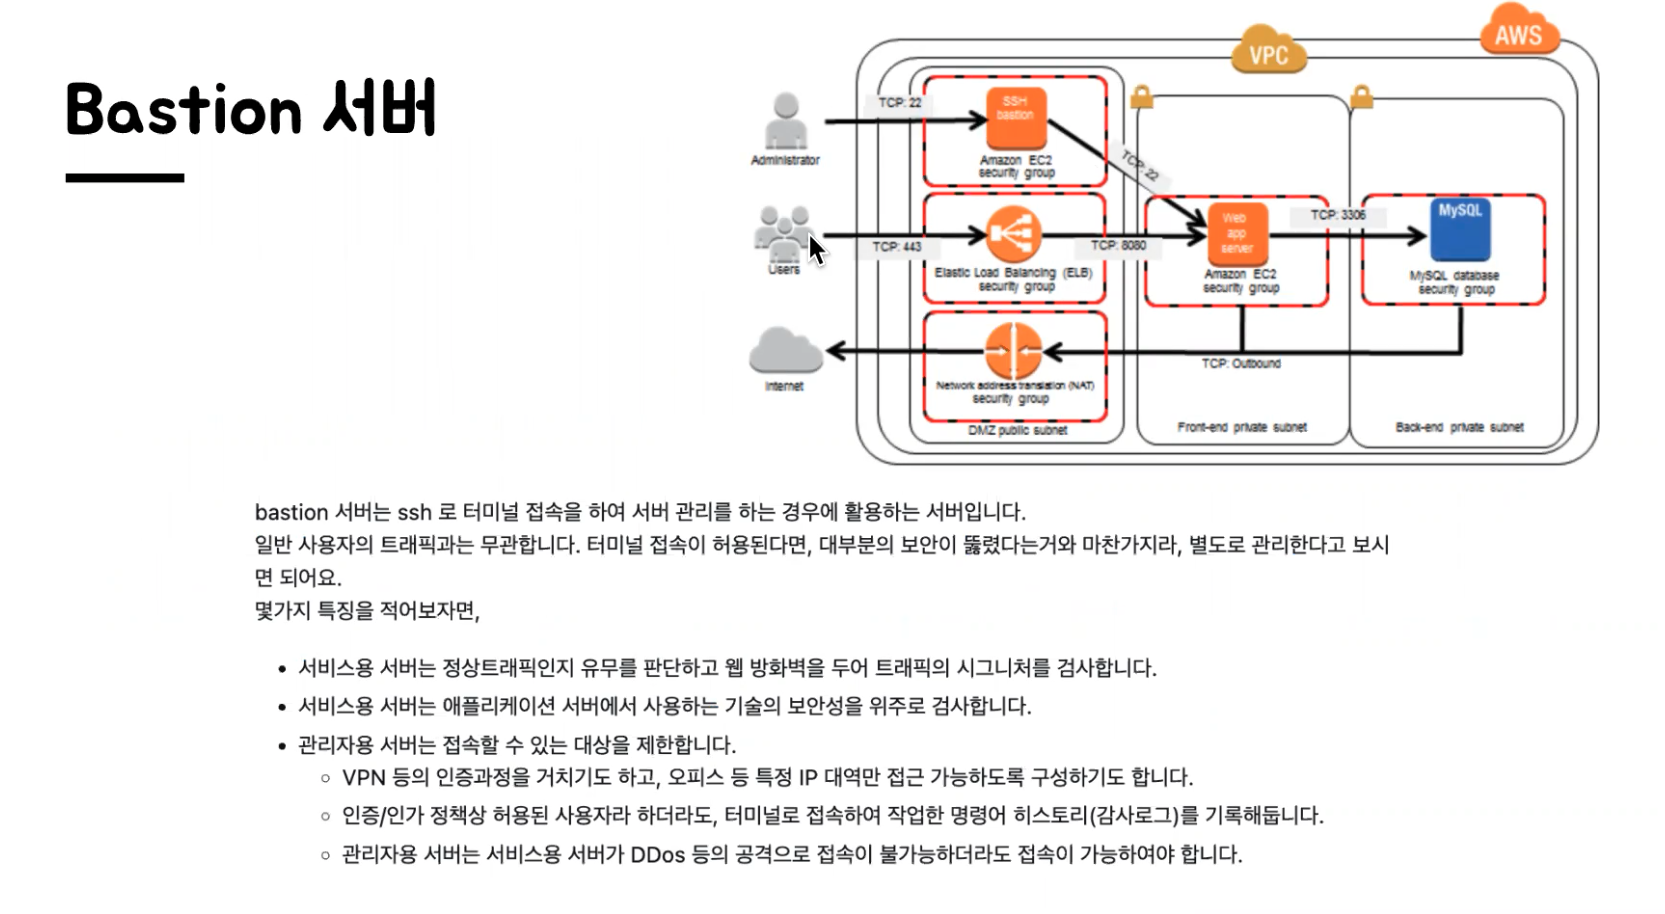 Bastion 서버
AWS
VPC
TCP: 22
SSH
bastion
Administrator
Amazon EC2
security group
TCP: 22
Users
TCP: 443
Elastic Load Balancing (ELB)
security group
TCP: 8080
Web
app
server
Amazon EC2
security group
TCP: 3306
MySQL
MySQL database
security group
Internet
Network address translation (NAT)
security group
TCP: Outbound
DMZ public subnet
Front-end private subnet
Back-end private subnet
bastion 서버는 ssh 로 터미널 접속을 하여 서버 관리를 하는 경우에 활용하는 서버입니다.
일반 사용자의 트래픽과는 무관합니다. 터미널 접속이 허용된다면, 대부분의 보안이 뚫렸다는거와 마찬가지라, 별도로 관리한다고 보시
면 되어요.
몇가지 특징을 적어보자면,
• 서비스용 서버는 정상트래픽인지 유무를 판단하고 웹 방화벽을 두어 트래픽의 시그니처를 검사합니다.
• 서비스용 서버는 애플리케이션 서버에서 사용하는 기술의 보안성을 위주로 검사합니다.
• 관리자용 서버는 접속할 수 있는 대상을 제한합니다.
◦ VPN 등의 인증과정을 거치기도 하고, 오피스 등 특정 IP 대역만 접근 가능하도록 구성하기도 합니다.
◦ 인증/인가 정책상 허용된 사용자라 하더라도, 터미널로 접속하여 작업한 명령어 히스토리(감사로그)를 기록해둡니다.
◦ 관리자용 서버는 서비스용 서버가 DDos 등의 공격으로 접속이 불가능하더라도 접속이 가능하여야 합니다.